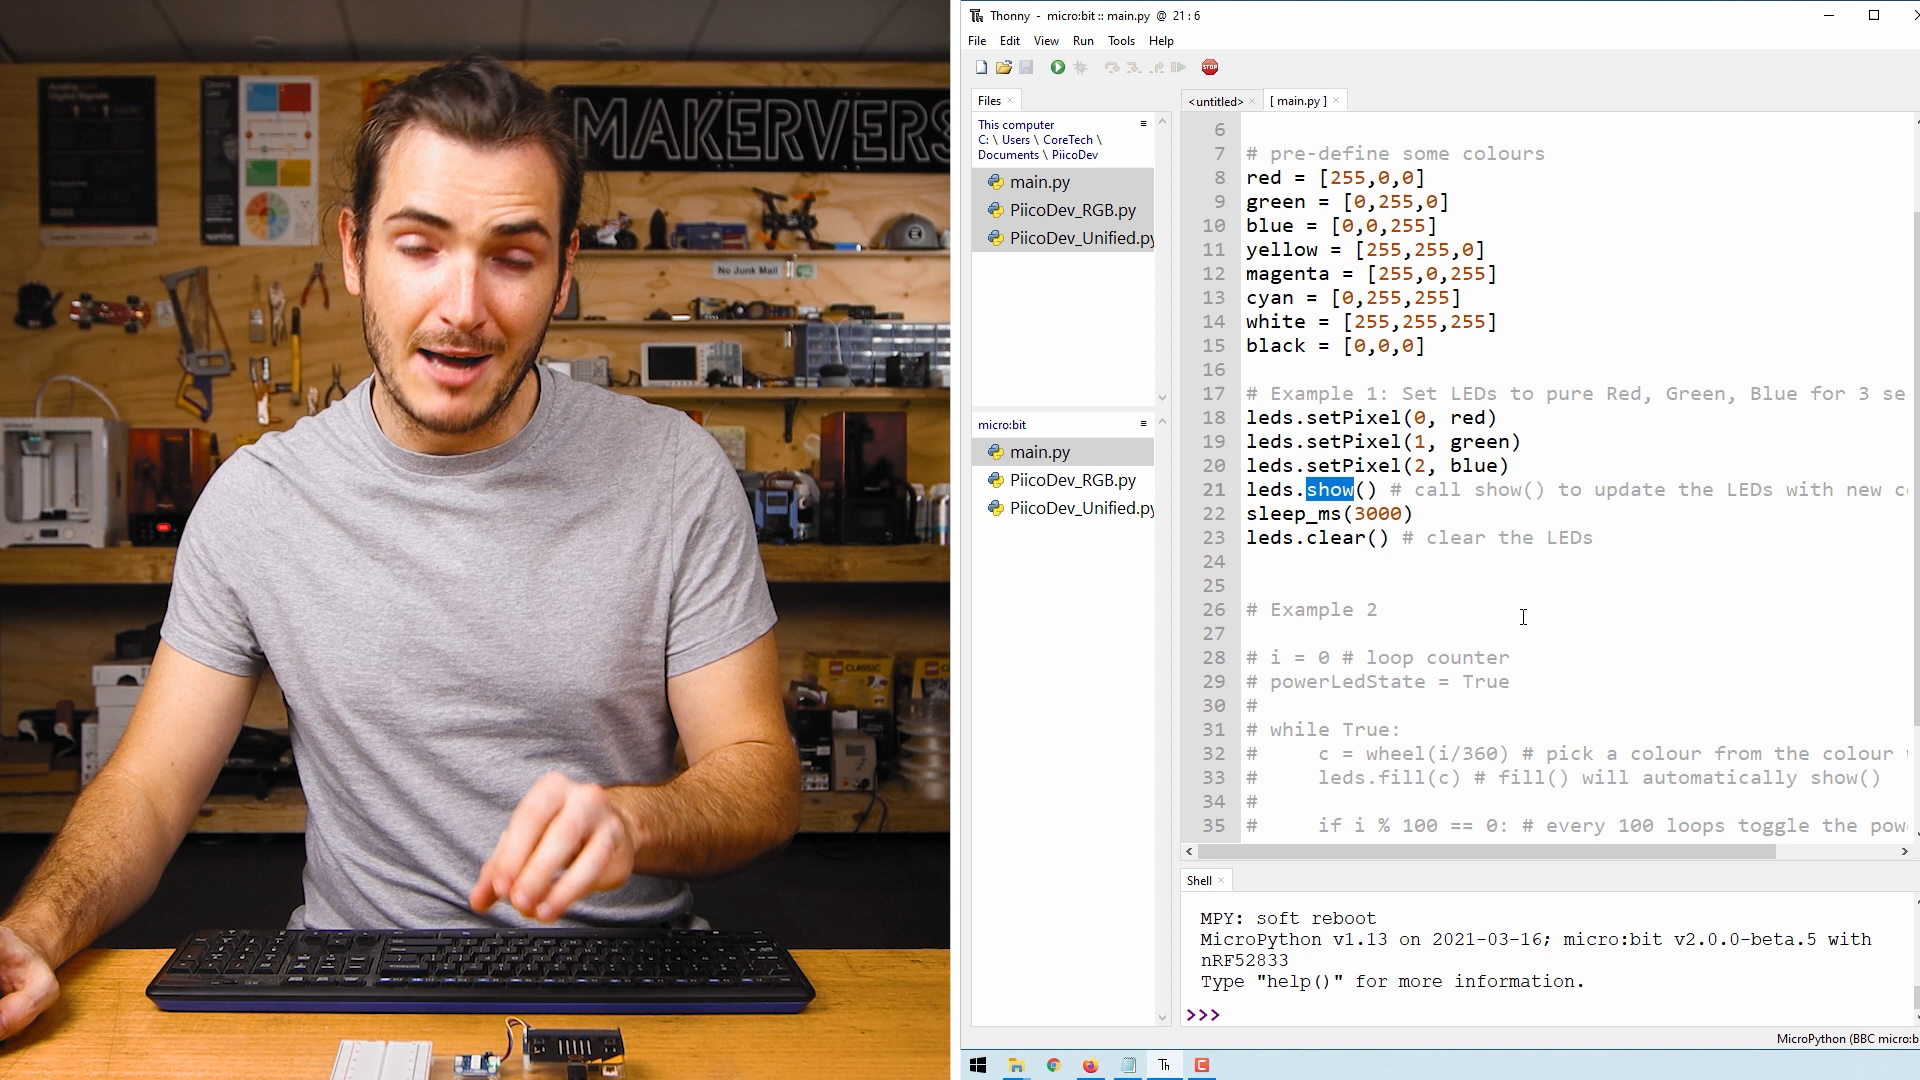 MAKERVERS
No Junk Mail
CLASSIC
Thonny - micro:bit :: main.py @ 21 : 6
File Edit View Run Tools Help
STOP
Files
<untitled>
[ main.py ]
This computer
C: \ Users \ CoreTech \
Documents \ PiicoDev
main.py
PiicoDev_RGB.py
PiicoDev_Unified.py
micro:bit
main.py
PiicoDev_RGB.py
PiicoDev_Unified.py
6
7 # pre-define some colours
8 red = [255,0,0]
9 green = [0,255,0]
10 blue = [0,0,255]
11 yellow = [255,255,0]
12 magenta = [255,0,255]
13 cyan = [0,255,255]
14 white = [255,255,255]
15 black = [0,0,0]
16
17 # Example 1: Set LEDs to pure Red, Green, Blue for 3 se
18 leds.setPixel(0, red)
19 leds.setPixel(1, green)
20 leds.setPixel(2, blue)
21 leds.show() # call show() to update the LEDs with new c
22 sleep_ms(3000)
23 leds.clear() # clear the LEDs
24
25
26 # Example 2
27
28 # i = 0 # loop counter
29 # powerLedState = True
30 #
31 # while True:
32 #     c = wheel(i/360) # pick a colour from the colour
33 #     leds.fill(c) # fill() will automatically show()
34 #
35 #     if i % 100 == 0: # every 100 loops toggle the pow
Shell
MPY: soft reboot
MicroPython v1.13 on 2021-03-16; micro:bit v2.0.0-beta.5 with
nRF52833
Type "help()" for more information.
>>>
MicroPython (BBC micro:b